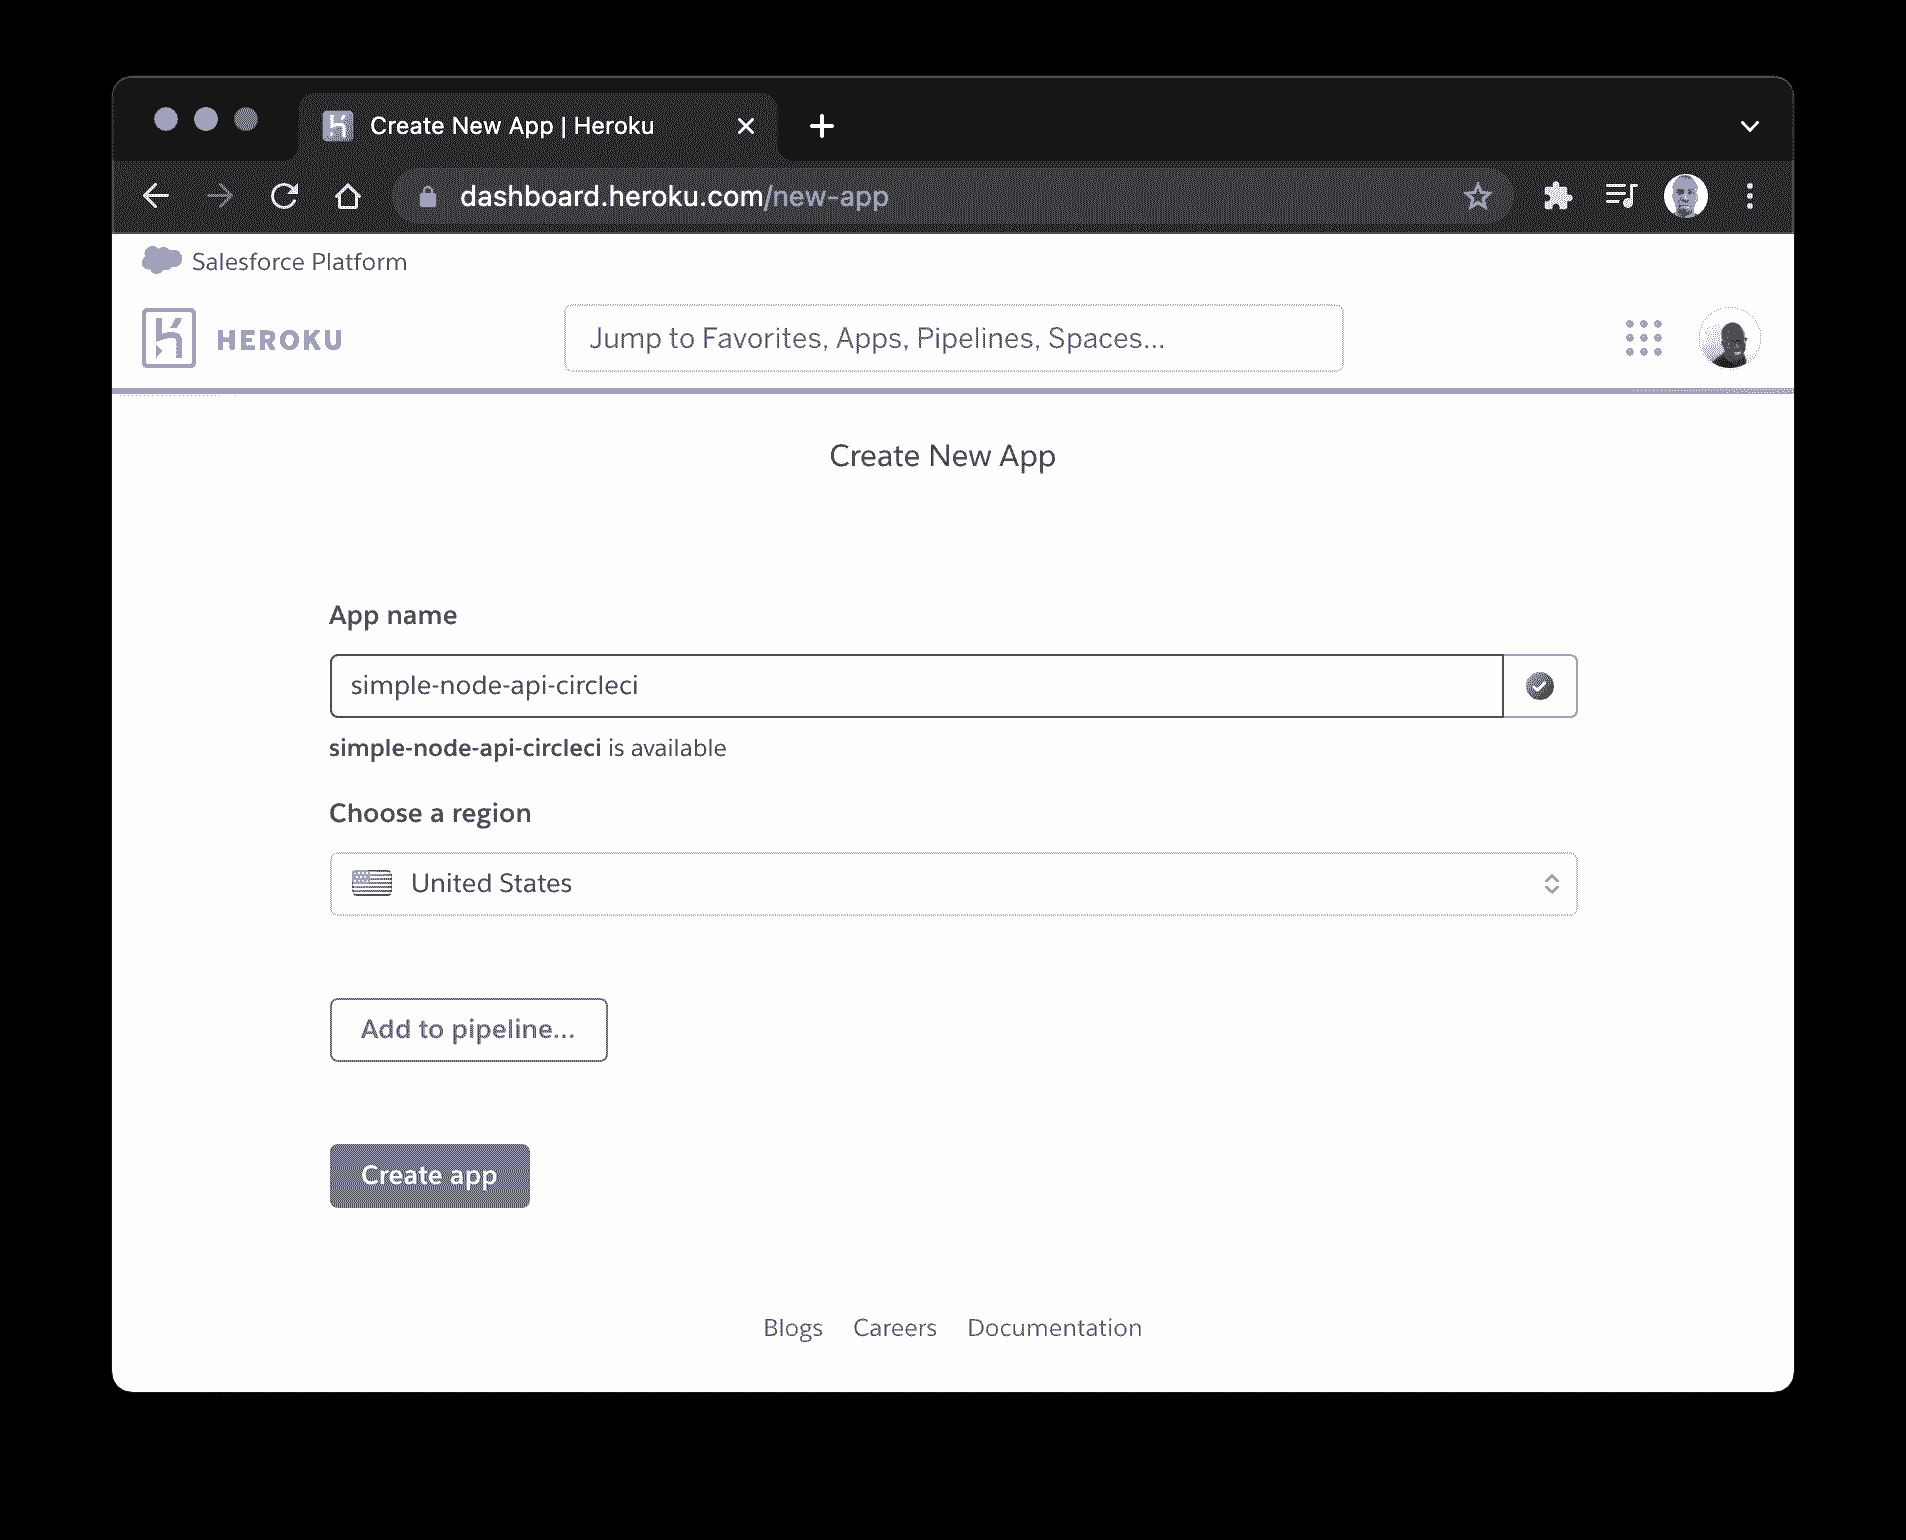 Create New App | Heroku
dashboard.heroku.com/new-app
Salesforce Platform
HEROKU
Jump to Favorites, Apps, Pipelines, Spaces...
Create New App
App name
simple-node-api-circleci
simple-node-api-circleci is available
Choose a region
United States
Add to pipeline...
Create app
Blogs Careers Documentation